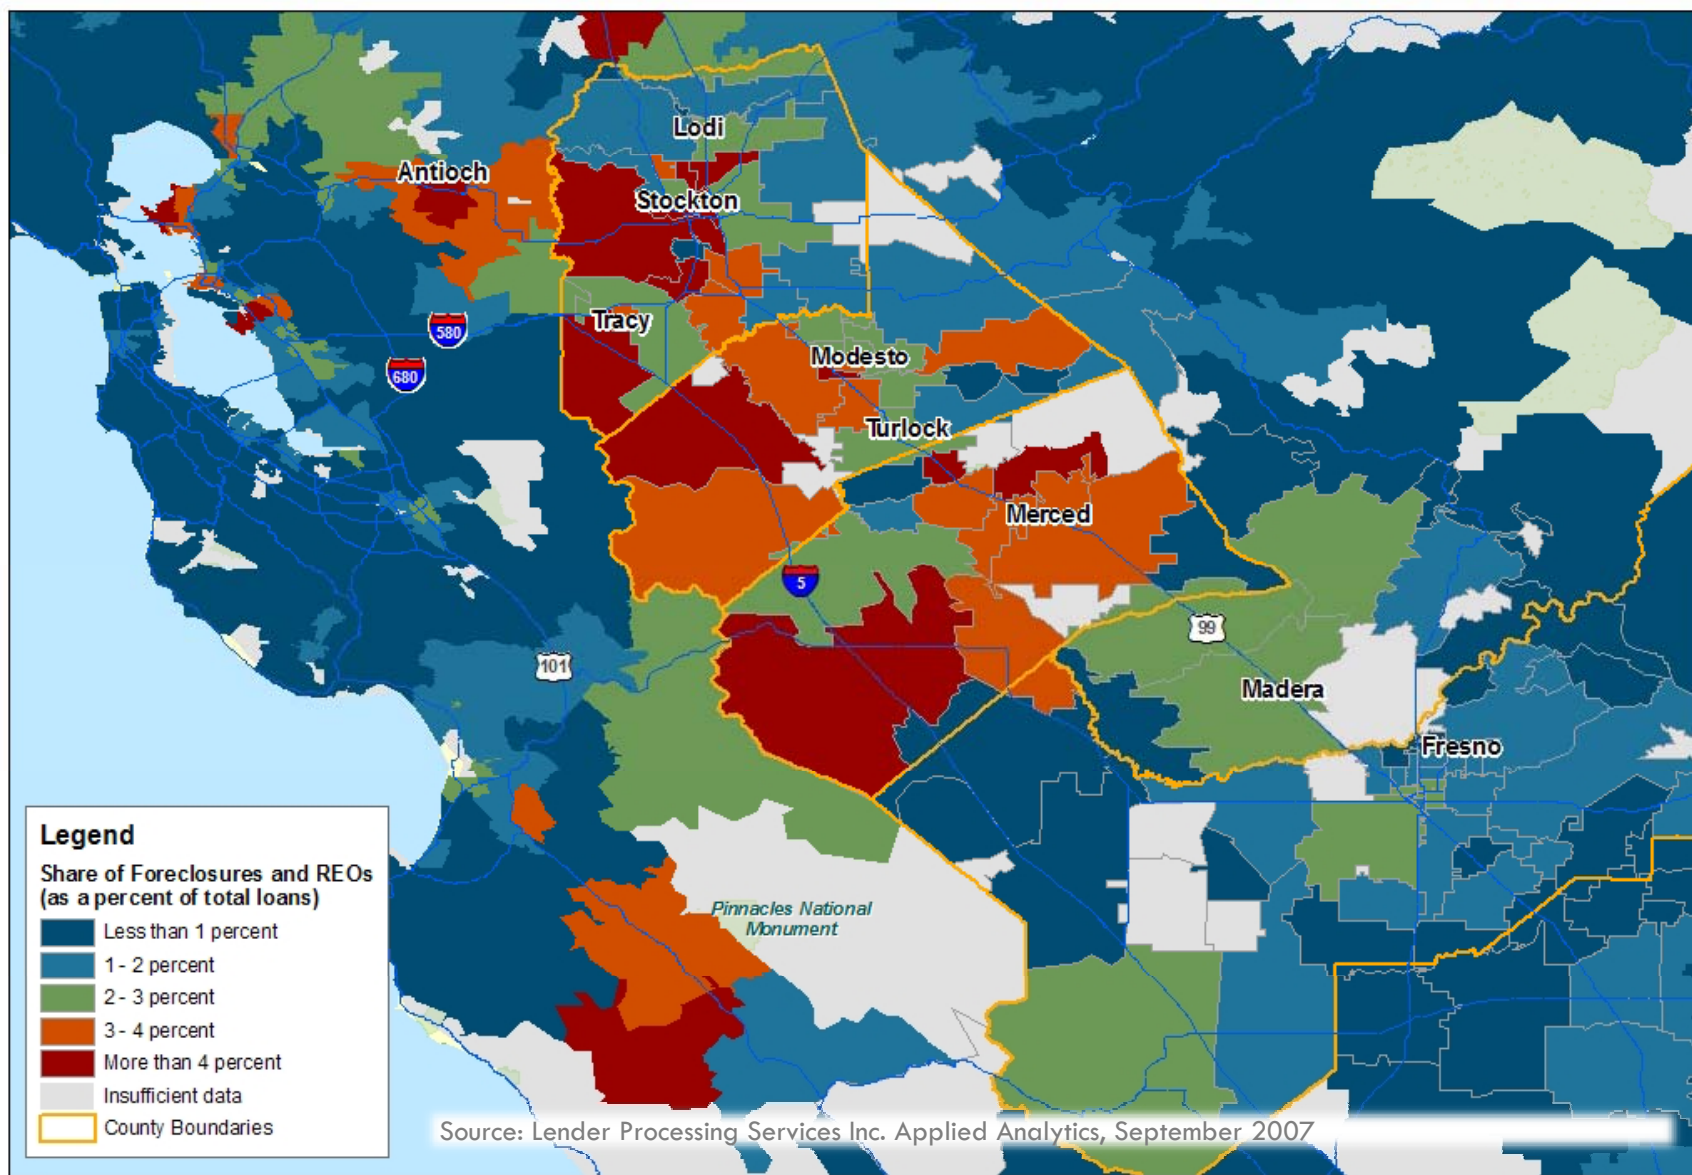 Lodi
Antioch
Stockton
Tracy
580
Modesto
680
Turlock
Merced
5
99
101
Madera
Fresno
Pinnacles National
Monument
Legend
Share of Foreclosures and REOs
(as a percent of total loans)
Less than 1 percent
1 - 2 percent
2 - 3 percent
3 - 4 percent
More than 4 percent
Insufficient data
County Boundaries
Source: Lender Processing Services Inc. Applied Analytics, September 2007